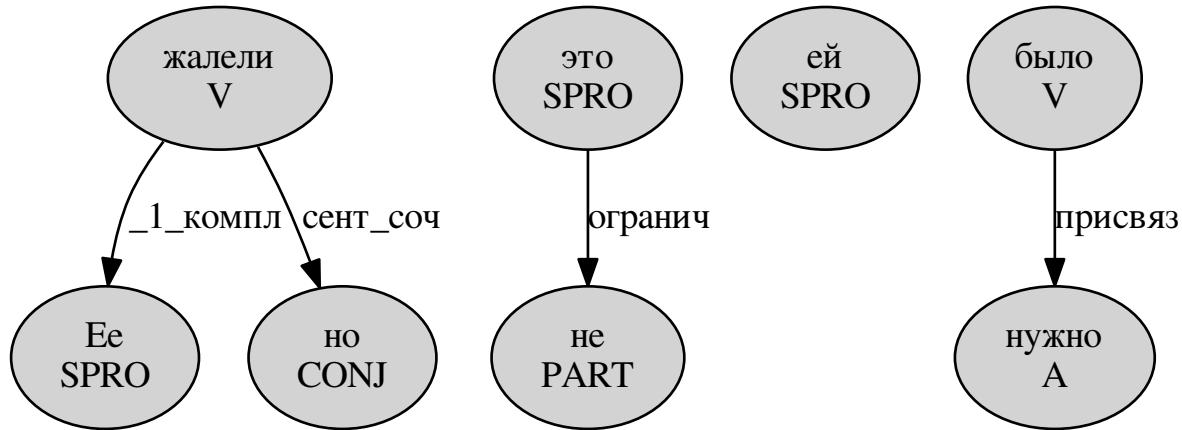 жалели
V
это
SPRO
ей
SPRO
было
V
_1_компл
сент_соч
огранич
присвяз
Ее
SPRO
но
CONJ
не
PART
нужно
A